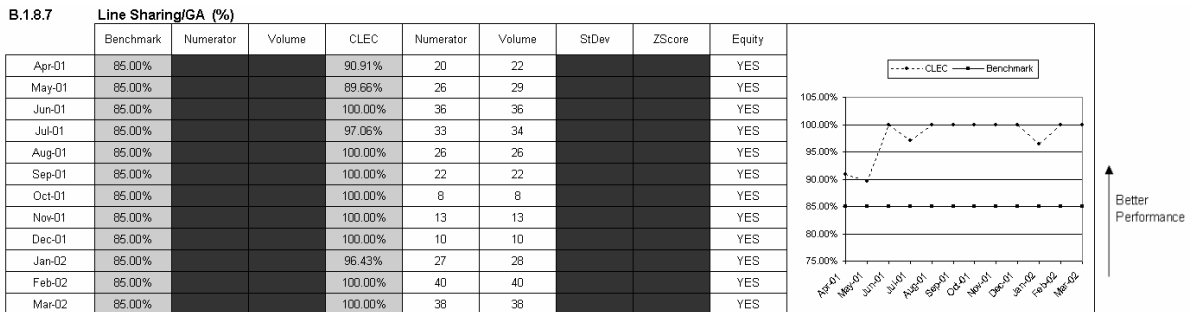 B.1.8.7 Line Sharing/GA (%)
Benchmark Numerator Volume CLEC Numerator Volume StDev ZScore Equity
Apr-01 85.00% 90.91% 20 22 YES
May-01 85.00% 89.66% 26 29 YES
Jun-01 85.00% 100.00% 36 36 YES
Jul-01 85.00% 97.06% 33 34 YES
Aug-01 85.00% 100.00% 26 26 YES
Sep-01 85.00% 100.00% 22 22 YES
Oct-01 85.00% 100.00% 8 8 YES
Nov-01 85.00% 100.00% 13 13 YES
Dec-01 85.00% 100.00% 10 10 YES
Jan-02 85.00% 96.43% 27 28 YES
Feb-02 85.00% 100.00% 40 40 YES
Mar-02 85.00% 100.00% 38 38 YES
CLEC Benchmark
105.00%
100.00%
95.00%
90.00%
85.00%
80.00%
75.00%
Apr-01 May-01 Jun-01 Jul-01 Aug-01 Sep-01 Oct-01 Nov-01 Dec-01 Jan-02 Feb-02 Mar-02
Better
Performance